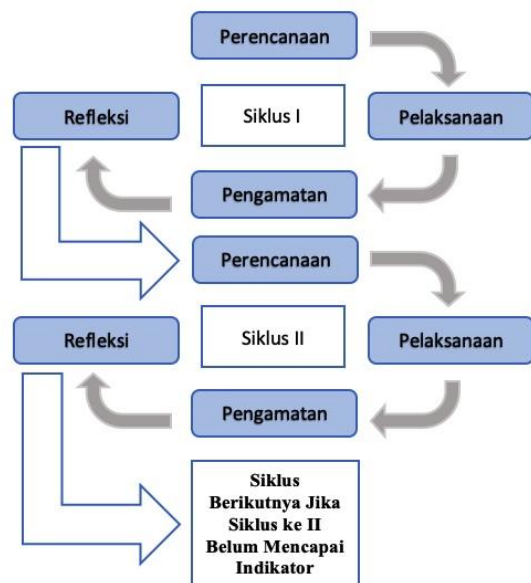 Perencanaan
Refleksi
Siklus I
Pelaksanaan
Pengamatan
Perencanaan
Refleksi
Siklus II
Pelaksanaan
Pengamatan
Siklus
Berikutnya Jika
Siklus ke II
Belum Mencapai
Indikator